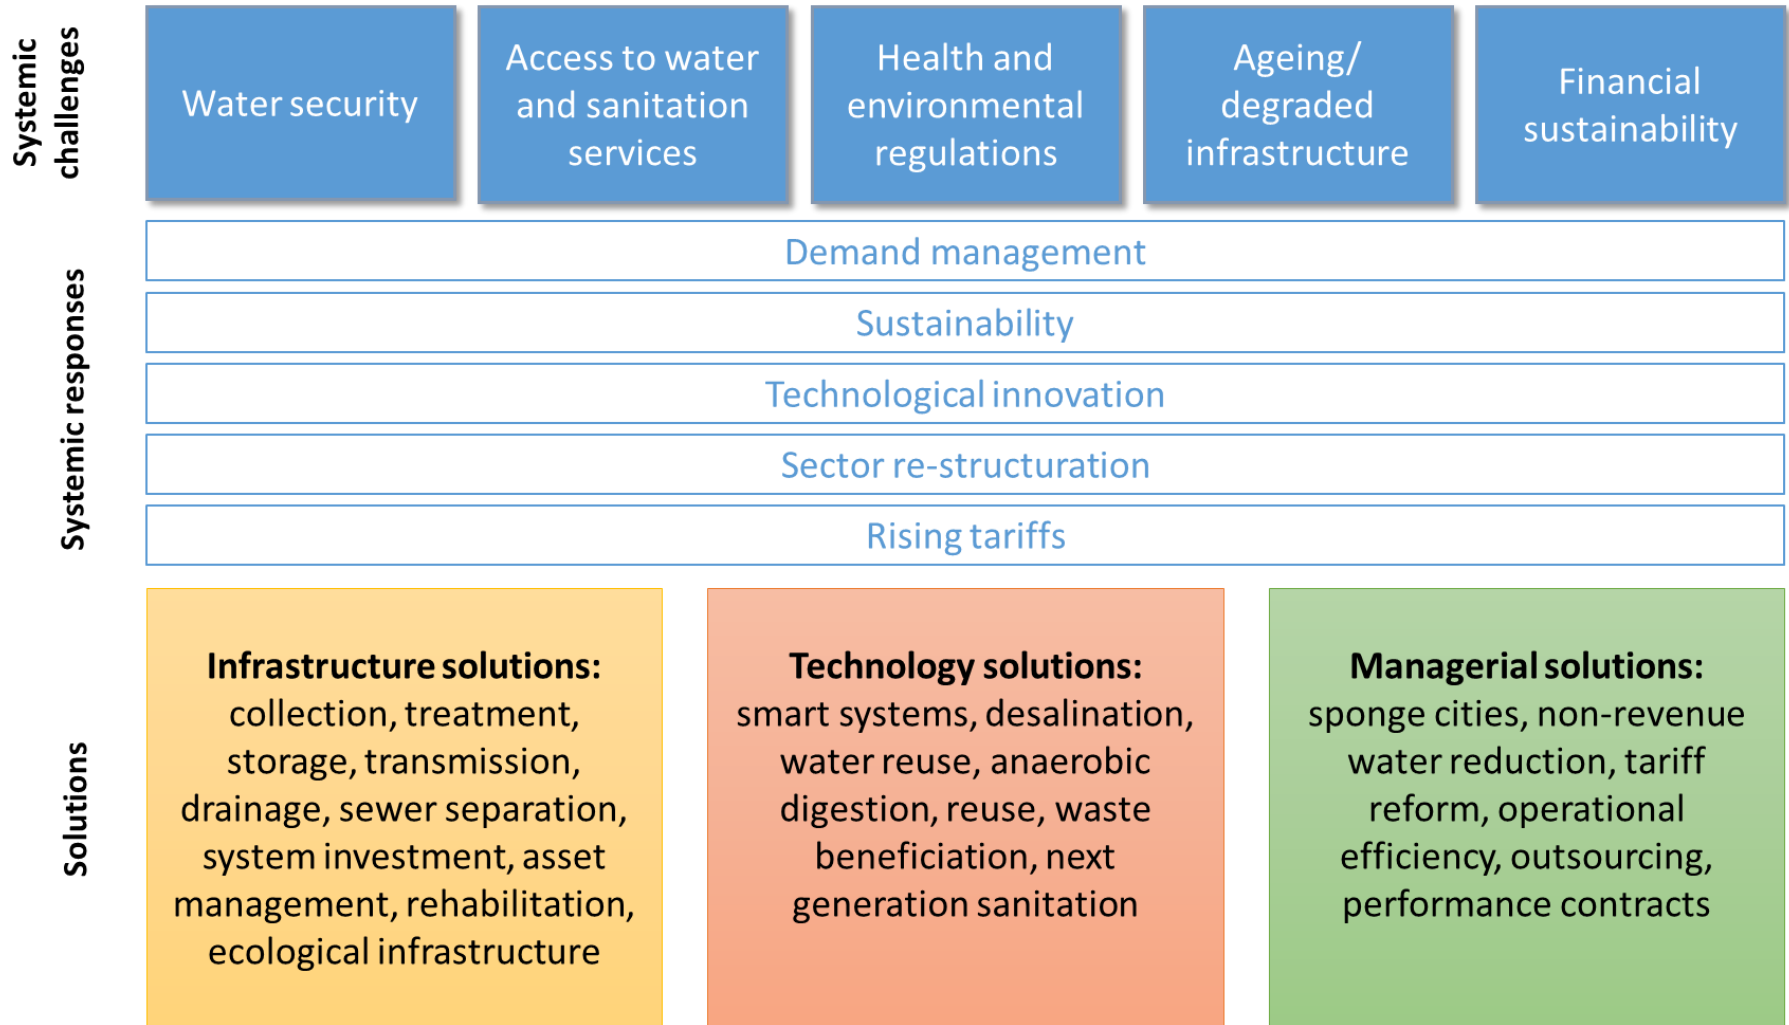 Systemic
challenges
Water security
Access to water
and sanitation
services
Health and
environmental
regulations
Ageing/
degraded
infrastructure
Financial
sustainability
Systemic responses
Demand management
Sustainability
Technological innovation
Sector re-structuration
Rising tariffs
Solutions
Infrastructure solutions:
collection, treatment,
storage, transmission,
drainage, sewer separation,
system investment, asset
management, rehabilitation,
ecological infrastructure
Technology solutions:
smart systems, desalination,
water reuse, anaerobic
digestion, reuse, waste
beneficiation, next
generation sanitation
Managerial solutions:
sponge cities, non-revenue
water reduction, tariff
reform, operational
efficiency, outsourcing,
performance contracts